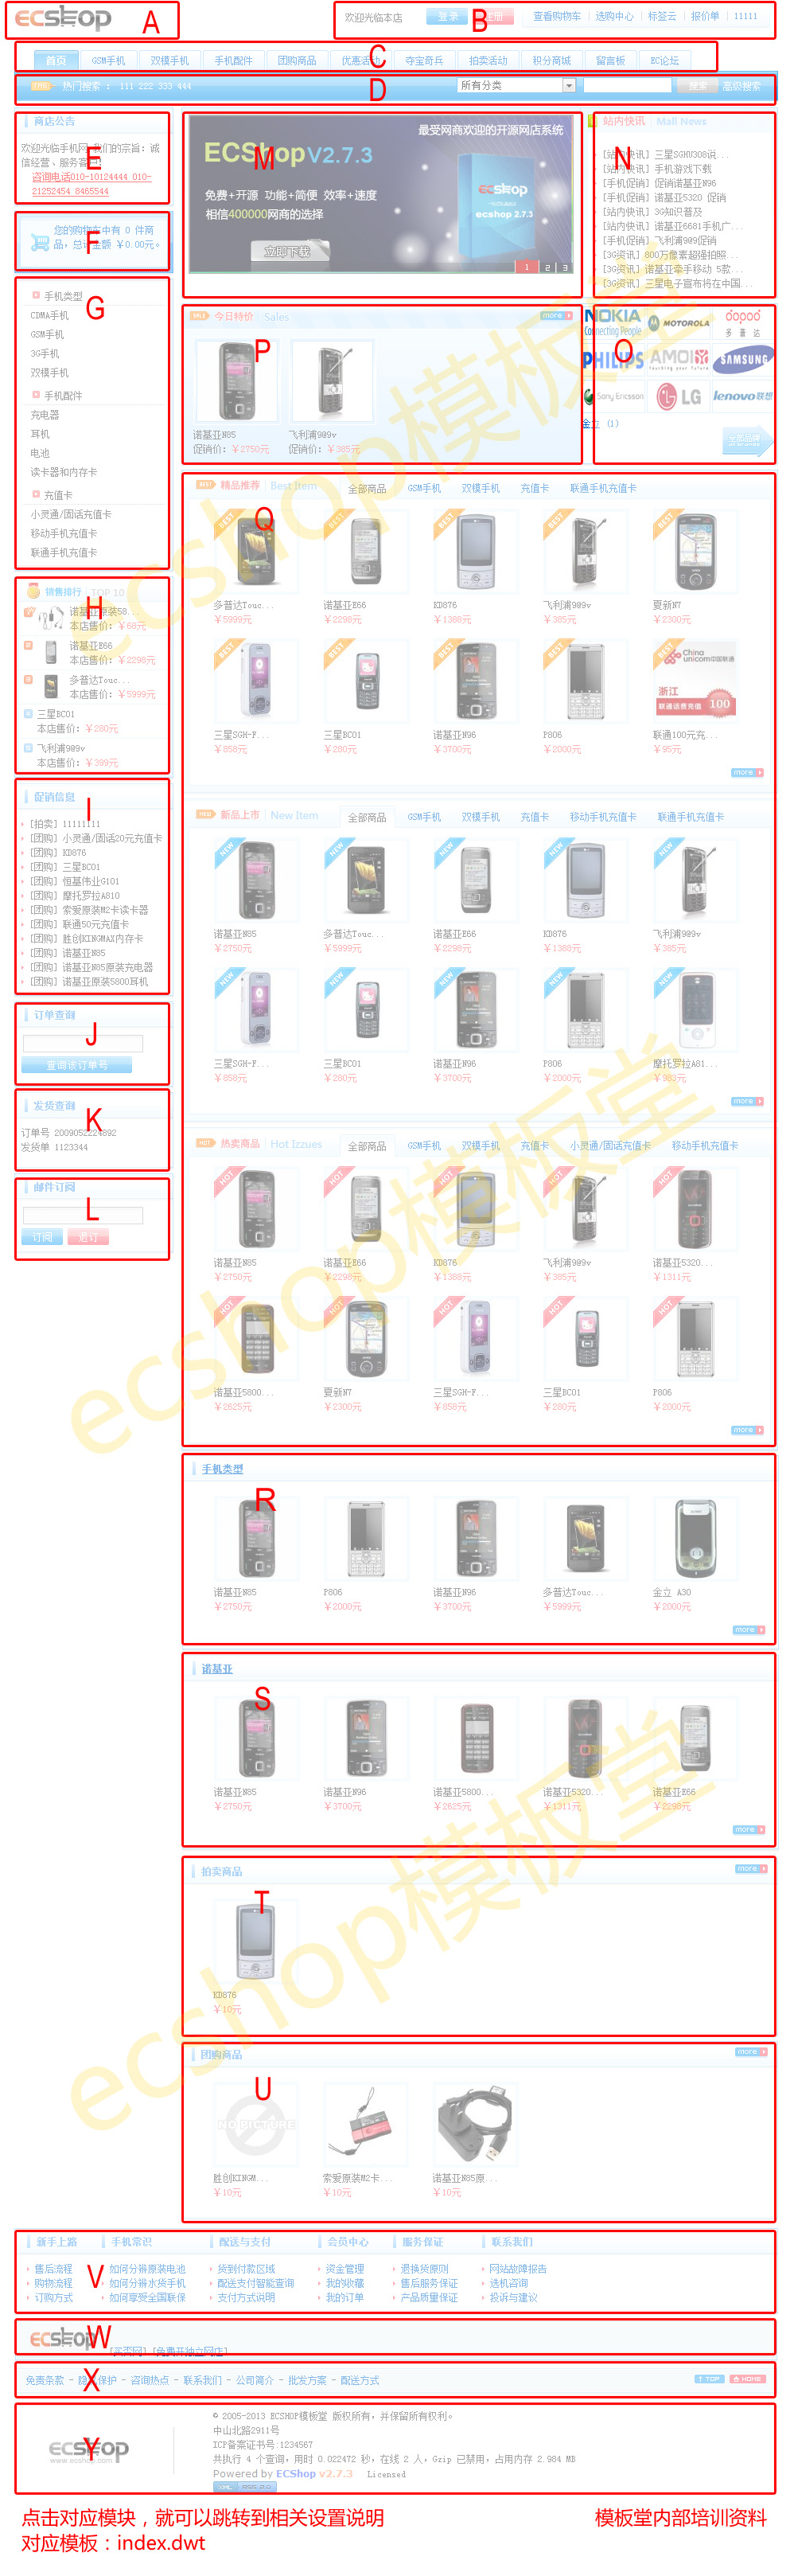 ECShop
A
欢迎光临本店 登录 注册
B
查看购物车 | 选购中心 | 标签云 | 报价单 | 11111
首页 GSM手机 双模手机 手机配件 团购商品 优惠活动 夺宝奇兵 拍卖活动 积分商城 留言板 EC论坛
C
热门搜索 : 111 222 333 444 所有分类 搜索 高级搜索
D
商店公告
E
欢迎光临手机网,我们的宗旨:诚
信经营、服务客户!
咨询电话010-10124444 010-
21252454 8465544
F
您的购物车中有 0 件商
品,总计金额 ¥0.00元。
G
手机类型
CDMA手机
GSM手机
3G手机
双模手机
手机配件
充电器
耳机
电池
读卡器和内存卡
充值卡
小灵通/固话充值卡
移动手机充值卡
联通手机充值卡
销售排行 TOP 10
H
诺基亚原装58...
本店售价:¥68元
诺基亚E66
本店售价:¥2298元
多普达Touc...
本店售价:¥5999元
三星BC01
本店售价:¥280元
飞利浦9@9v
本店售价:¥399元
促销信息
I
[拍卖] 11111111
[团购] 小灵通/固话20元充值卡
[团购] KD876
[团购] 三星BC01
[团购] 恒基伟业G101
[团购] 摩托罗拉A810
[团购] 索爱原装M2卡读卡器
[团购] 联通50元充值卡
[团购] 胜创KINGMAX内存卡
[团购] 诺基亚N85
[团购] 诺基亚N85原装充电器
[团购] 诺基亚原装5800耳机
订单查询
J
查询该订单号
发货查询
K
订单号 2009052224892
发货单 1123344
邮件订阅
L
订阅 退订
M
最受网商欢迎的开源网店系统
ECShop V2.7.3
免费+开源 功能+简便 效率+速度
相信400000网商的选择
ecshop 2.7.3
立即下载
1 2 3
站内快讯 Mall News
N
[站内快讯] 三星SGHU308说...
[站内快讯] 手机游戏下载
[手机促销] 促销诺基亚N96
[手机促销] 诺基亚5320 促销
[站内快讯] 3G知识普及
[站内快讯] 诺基亚6681手机广...
[手机促销] 飞利浦9@9促销
[3G资讯] 800万像素超强拍照...
[3G资讯] 诺基亚牵手移动 5款...
[3G资讯] 三星电子宣布将在中国...
SALE 今日特价 | Sales more
P
诺基亚N85 飞利浦9@9v
促销价:¥2750元 促销价:¥385元
NOKIA Connecting People MOTOROLA dopod 多普达
O
PHILIPS AMOI Touching your future SAMSUNG
Sony Ericsson LG lenovo联想
金立 (1)
全部品牌
BEST 精品推荐 | Best Item 全部商品 GSM手机 双模手机 充值卡 联通手机充值卡
Q
多普达Touc... 诺基亚E66 KD876 飞利浦9@9v 夏新N7
¥5999元 ¥2298元 ¥1388元 ¥385元 ¥2300元
China unicom中国联通
浙江
联通话费充值 100
三星SGH-F... 三星BC01 诺基亚N96 P806 联通100元充...
¥858元 ¥280元 ¥3700元 ¥2000元 ¥95元
more
NEW 新品上市 | New Item 全部商品 GSM手机 双模手机 充值卡 移动手机充值卡 联通手机充值卡
诺基亚N85 多普达Touc... 诺基亚E66 KD876 飞利浦9@9v
¥2750元 ¥5999元 ¥2298元 ¥1388元 ¥385元
三星SGH-F... 三星BC01 诺基亚N96 P806 摩托罗拉A81...
¥858元 ¥280元 ¥3700元 ¥2000元 ¥983元
more
HOT 热卖商品 | Hot Izzues 全部商品 GSM手机 双模手机 充值卡 小灵通/固话充值卡 移动手机充值卡
诺基亚N85 诺基亚E66 KD876 飞利浦9@9v 诺基亚5320...
¥2750元 ¥2298元 ¥1388元 ¥385元 ¥1311元
诺基亚5800... 夏新N7 三星SGH-F... 三星BC01 P806
¥2625元 ¥2300元 ¥858元 ¥280元 ¥2000元
more
手机类型
R
诺基亚N85 P806 诺基亚N96 多普达Touc... 金立 A30
¥2750元 ¥2000元 ¥3700元 ¥5999元 ¥2000元
more
诺基亚
S
诺基亚N85 诺基亚N96 诺基亚5800... 诺基亚5320... 诺基亚E66
¥2750元 ¥3700元 ¥2625元 ¥1311元 ¥2298元
more
拍卖商品 more
T
KD876
¥10元
团购商品 more
U
NO PICTURE
胜创KINGM... 索爱原装M2卡... 诺基亚N85原...
¥10元 ¥10元 ¥10元
新手上路 手机常识 配送与支付 会员中心 服务保证 联系我们
V
售后流程 如何分辨原装电池 货到付款区域 资金管理 退换货原则 网站故障报告
购物流程 如何分辨水货手机 配送支付智能查询 我的收藏 售后服务保证 选机咨询
订购方式 如何享受全国联保 支付方式说明 我的订单 产品质量保证 投诉与建议
ECShop [买否网] [免费开独立网店]
W
免责条款 - 隐私保护 - 咨询热点 - 联系我们 - 公司简介 - 批发方案 - 配送方式 TOP HOME
X
ECShop
www.ecshop.com
Y
© 2005-2013 ECSHOP模板堂 版权所有,并保留所有权利。
中山北路2911号
ICP备案证书号:1234567
共执行 4 个查询,用时 0.022472 秒,在线 2 人,Gzip 已禁用,占用内存 2.984 MB
Powered by ECShop v2.7.3 Licensed
XML RSS 2.0
ecshop模板堂
ecshop模板堂
ecshop模板堂
点击对应模块,就可以跳转到相关设置说明 模板堂内部培训资料
对应模板:index.dwt